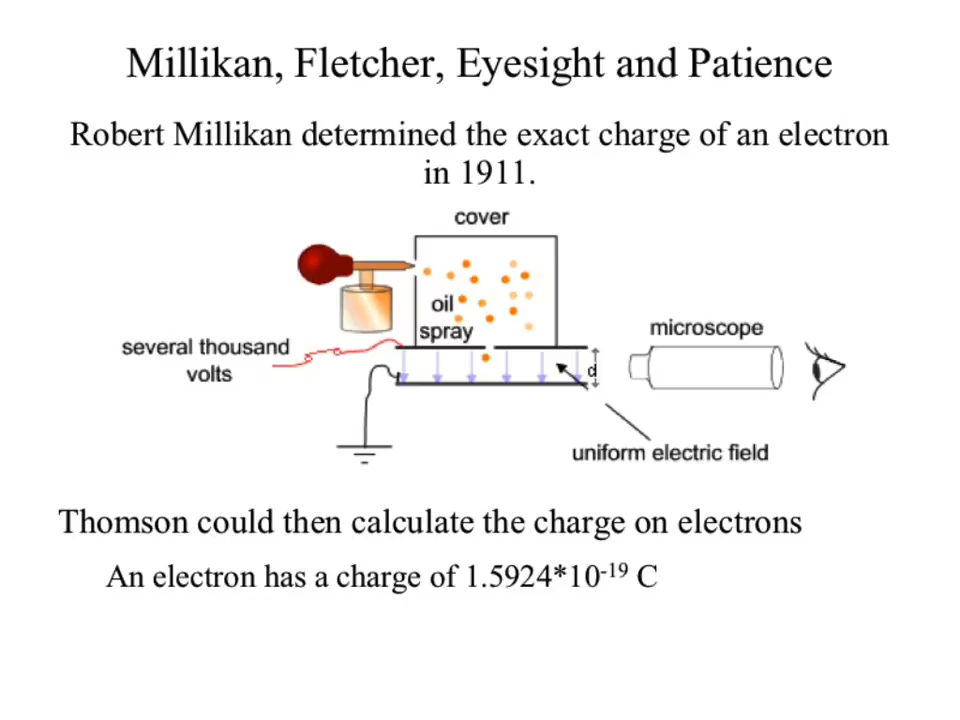 Millikan, Fletcher, Eyesight and Patience
Robert Millikan determined the exact charge of an electron
in 1911.
cover
oil
spray
microscope
several thousand
volts
d
uniform electric field
Thomson could then calculate the charge on electrons
An electron has a charge of 1.5924*10⁻¹⁹ C